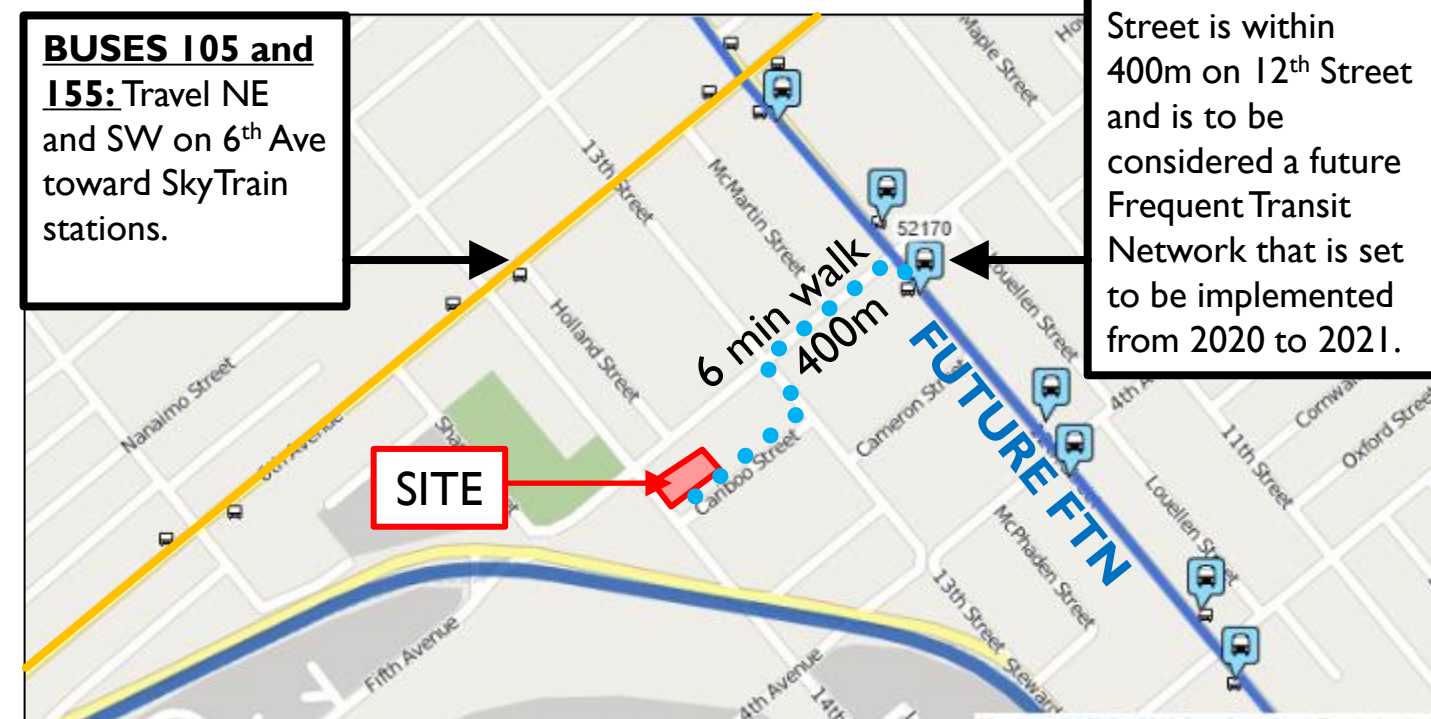 BUSES 105 and
155: Travel NE
and SW on 6th Ave
toward SkyTrain
stations.
Street is within
400m on 12th Street
and is to be
considered a future
Frequent Transit
Network that is set
to be implemented
from 2020 to 2021.
Maple Street
13th Street
McMartin Street
52170
Louellen Street
6 min walk
400m
Holland Street
FUTURE FTN
Nanaimo Street
6th Avenue
SITE
Canboo Street
Cameron
4th
11th Street
Oxford Street
Louellen
McPhaden Street
13th Street
Fifth Avenue
4th Avenue
14th